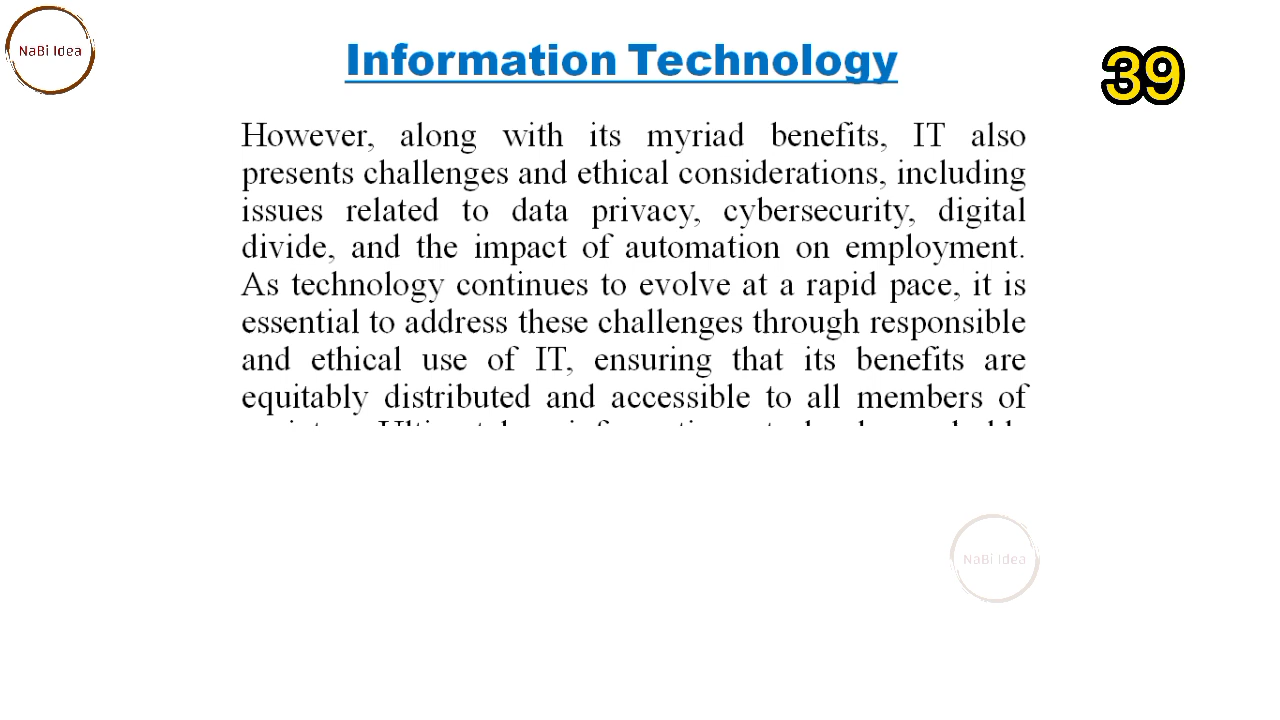 NaBi Idea
Information Technology
39
However, along with its myriad benefits, IT also
presents challenges and ethical considerations, including
issues related to data privacy, cybersecurity, digital
divide, and the impact of automation on employment.
As technology continues to evolve at a rapid pace, it is
essential to address these challenges through responsible
and ethical use of IT, ensuring that its benefits are
equitably distributed and accessible to all members of
NaBi Idea